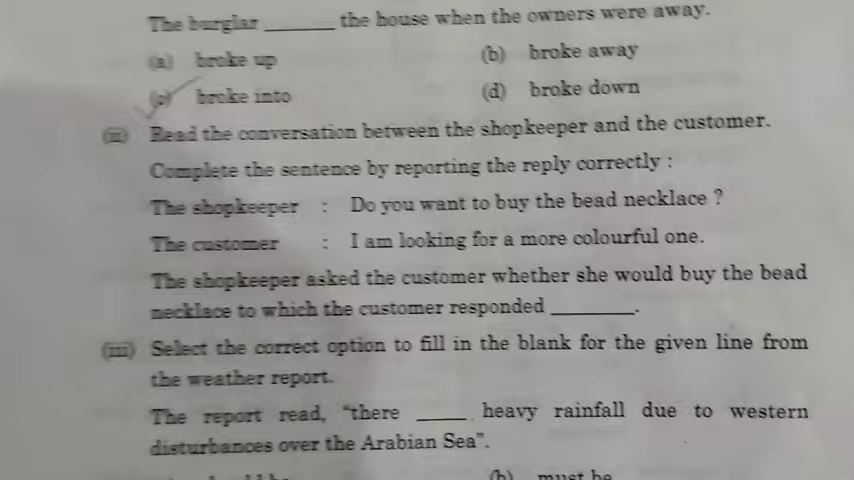 The burglar ______ the house when the owners were away.
(a) broke up (b) broke away
(c) broke into (d) broke down
(ii) Read the conversation between the shopkeeper and the customer.
Complete the sentence by reporting the reply correctly :
The shopkeeper : Do you want to buy the bead necklace ?
The customer : I am looking for a more colourful one.
The shopkeeper asked the customer whether she would buy the bead
necklace to which the customer responded ______.
(iii) Select the correct option to fill in the blank for the given line from
the weather report.
The report read, “there ____ heavy rainfall due to western
disturbances over the Arabian Sea”.
(b) must be